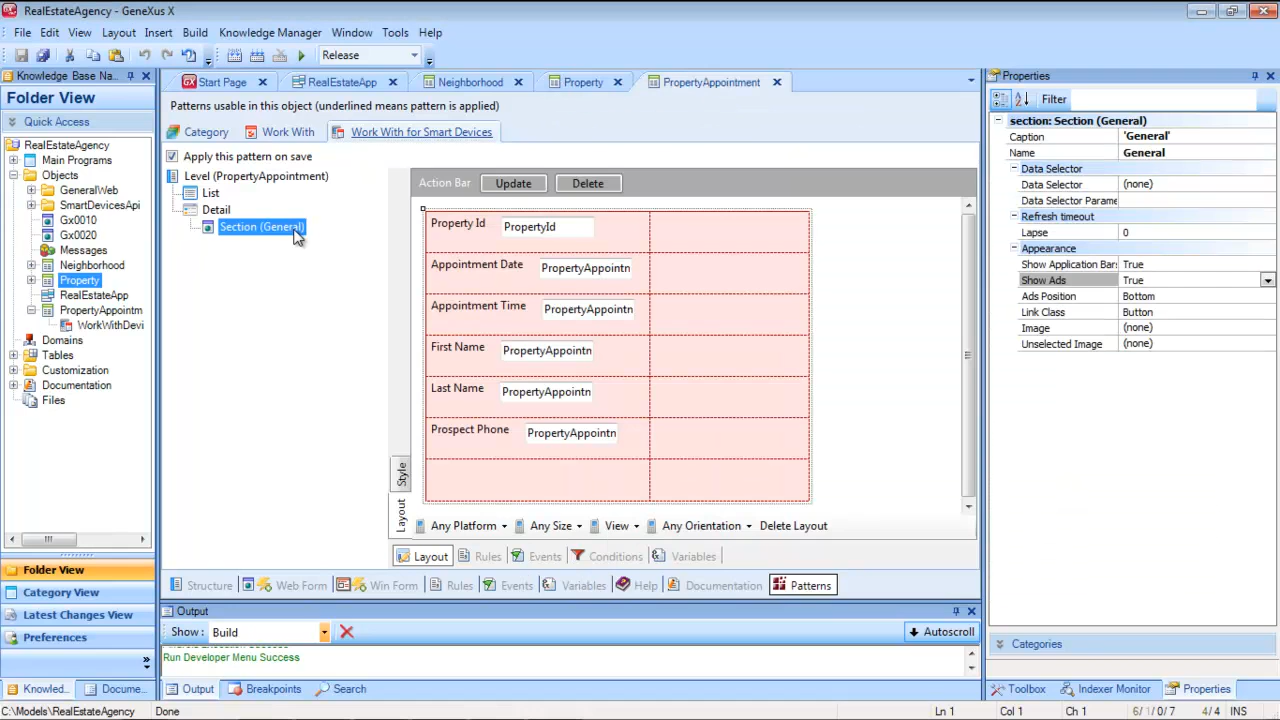 RealEstateAgency - GeneXus X
File Edit View Layout Insert Build Knowledge Manager Window Tools Help
Release
Knowledge Base Na...
Folder View
Quick Access
RealEstateAgency
Main Programs
Objects
GeneralWeb
SmartDevicesApi
Gx0010
Gx0020
Messages
Neighborhood
Property
RealEstateApp
PropertyAppointm
WorkWithDevi
Domains
Tables
Customization
Documentation
Files
Folder View
Category View
Latest Changes View
Preferences
Knowled... Docume...
Start Page RealEstateApp Neighborhood Property PropertyAppointment
Patterns usable in this object (underlined means pattern is applied)
Category Work With Work With for Smart Devices
Apply this pattern on save
Level (PropertyAppointment)
List
Detail
Section (General)
Action Bar Update Delete
Property Id PropertyId
Appointment Date PropertyAppointn
Appointment Time PropertyAppointn
First Name PropertyAppointn
Last Name PropertyAppointn
Prospect Phone PropertyAppointn
Style
Layout
Any Platform Any Size View Any Orientation Delete Layout
Layout Rules Events Conditions Variables
Structure Web Form Win Form Rules Events Variables Help Documentation Patterns
Output
Show: Build Autoscroll
Run Developer Menu Success
Output Breakpoints Search
Properties
Filter
section: Section (General)
Caption 'General'
Name General
Data Selector
Data Selector (none)
Data Selector Parame
Refresh timeout
Lapse 0
Appearance
Show Application Bar: True
Show Ads True
Ads Position Bottom
Link Class Button
Image (none)
Unselected Image (none)
Categories
Toolbox Indexer Monitor Properties
C:\Models\RealEstateAgency Done Ln 1 Col 1 Ch 1 6/ 1/0/ 7 4/ 4 INS